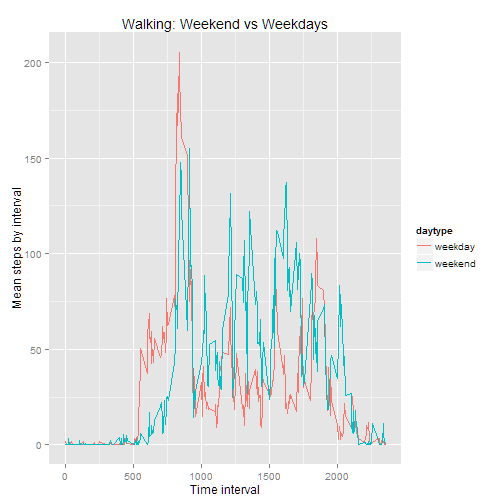 Walking: Weekend vs Weekdays
200
150
100
50
0
Mean steps by interval
0 500 1000 1500 2000
Time interval
daytype
weekday
weekend